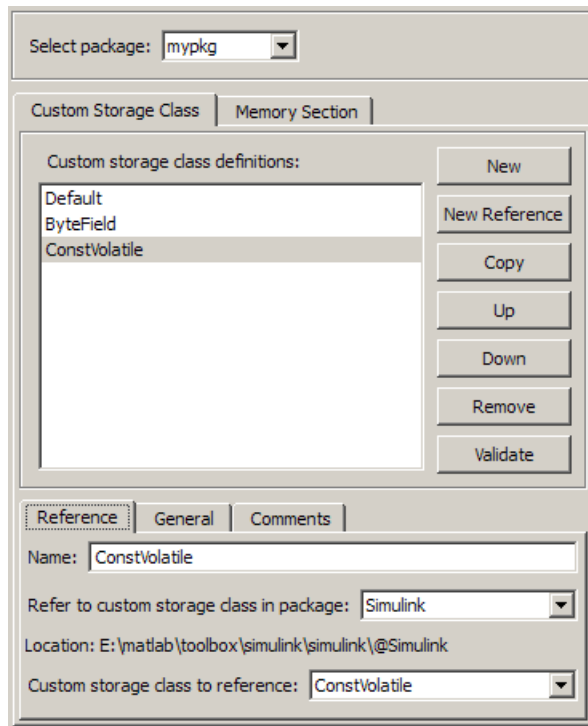 Select package: mypkg
Custom Storage Class Memory Section
Custom storage class definitions:
Default
ByteField
ConstVolatile
New
New Reference
Copy
Up
Down
Remove
Validate
Reference General Comments
Name: ConstVolatile
Refer to custom storage class in package: Simulink
Location: E:\matlab\toolbox\simulink\simulink\@Simulink
Custom storage class to reference: ConstVolatile